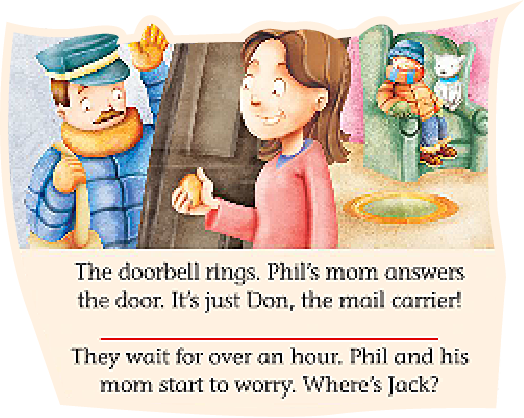 The doorbell rings. Phil's mom answers
the door. It's just Don, the mail carrier!
They wait for over an hour. Phil and his
mom start to worry. Where's Jack?